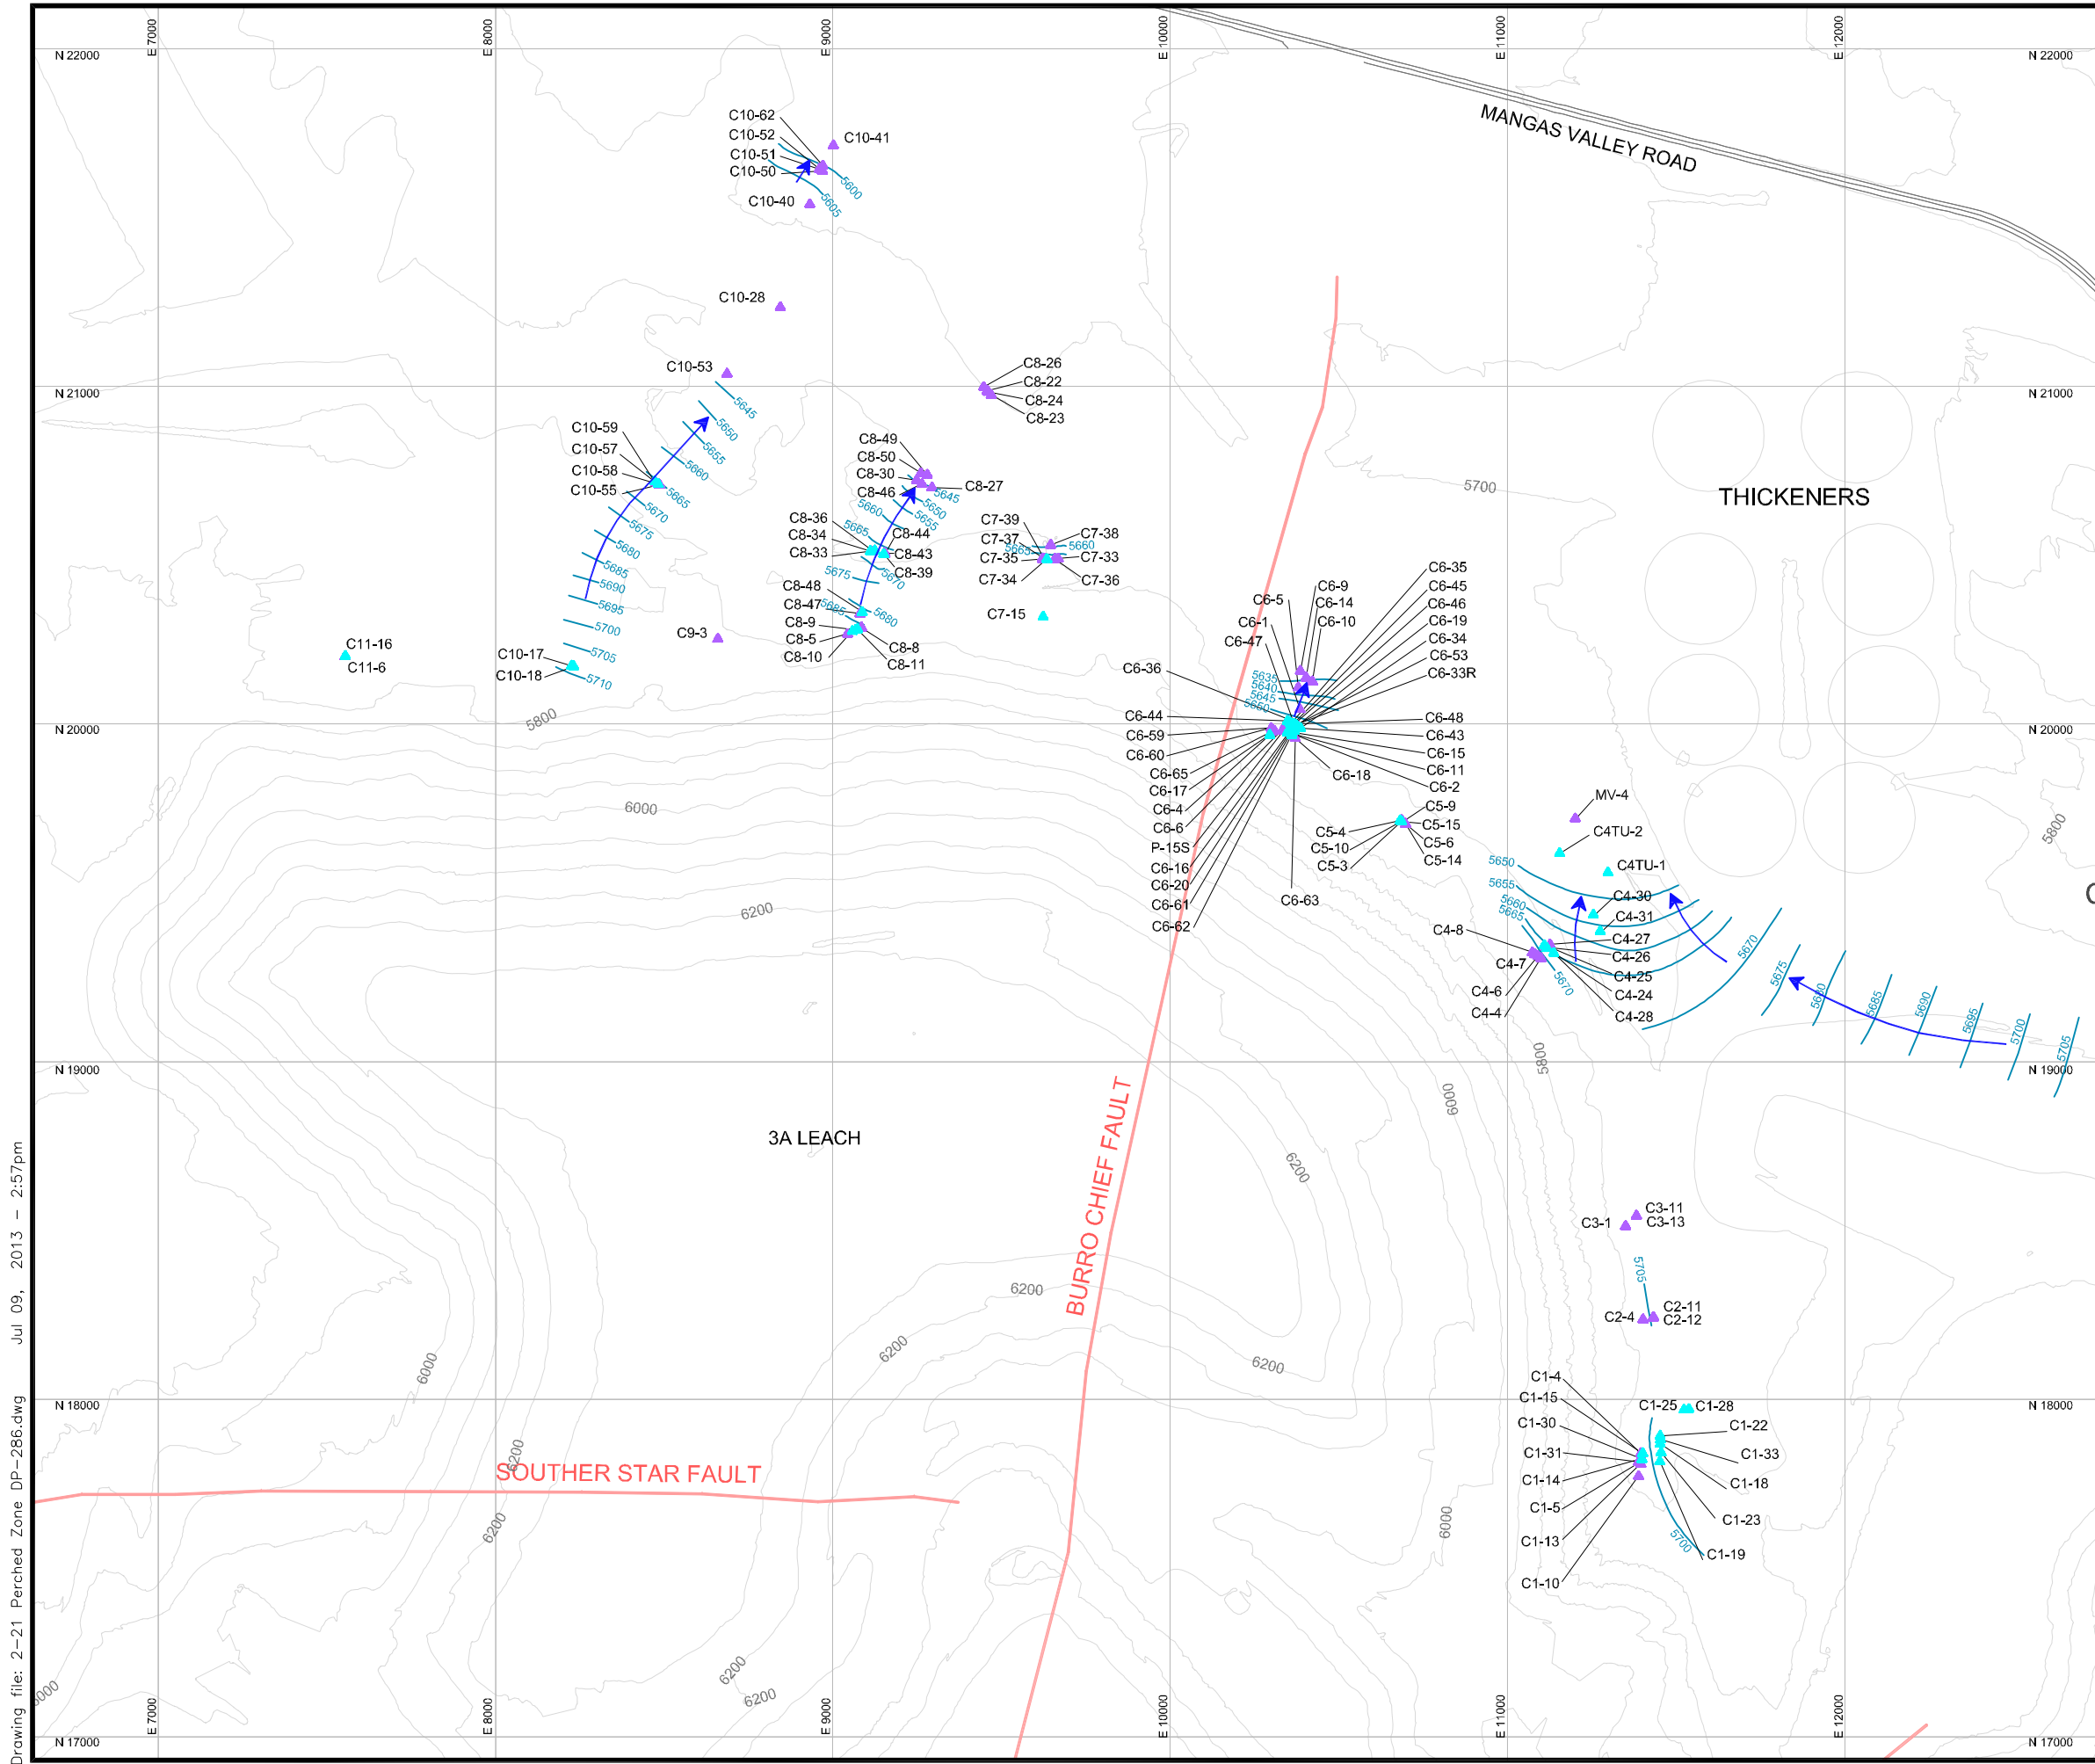 E 7000
E 8000
E 9000
E 10000
E 11000
E 12000
N 22000
N 22000
MANGAS VALLEY ROAD
C10-62
C10-52
C10-51
C10-50
C10-41
5600
5605
C10-40
C10-28
C10-53
N 21000
N 21000
C8-26
C8-22
C8-24
C8-23
5645
5650
5655
5660
5665
5670
5675
5680
5685
5690
5695
5700
5705
5710
C10-59
C10-57
C10-58
C10-55
C8-49
C8-50
C8-30
C8-46
C8-27
5645
5650
5655
5660
5665
5670
5675
5680
5685
C8-36
C8-34
C8-33
C8-44
C8-43
C8-39
C8-48
C8-47
C8-9
C8-5
C8-10
C8-8
C8-11
C7-39
C7-37
C7-35
C7-34
C7-38
C7-33
C7-36
5665
5660
C7-15
5700
THICKENERS
C9-3
C11-16
C11-6
C10-17
C10-18
C6-9
C6-5
C6-14
C6-1
C6-10
C6-47
C6-36
C6-35
C6-45
C6-46
C6-19
C6-34
C6-53
C6-33R
5635
5640
5645
5650
C6-44
C6-59
C6-60
C6-65
C6-17
C6-4
C6-6
P-15S
C6-16
C6-20
C6-61
C6-62
C6-48
C6-43
C6-15
C6-11
C6-2
C6-18
C6-63
N 20000
N 20000
5800
6000
6200
C5-9
C5-15
C5-6
C5-14
C5-4
C5-10
C5-3
MV-4
C4TU-2
C4TU-1
5800
5650
5655
5660
5665
5670
C4-30
C4-31
C4-27
C4-26
C4-25
C4-24
C4-28
C4-8
C4-7
C4-6
C4-4
5670
5675
5680
5685
5690
5695
5700
5705
N 19000
N 19000
5800
6000
3A LEACH
BURRO CHIEF FAULT
6200
6200
6200
6200
6000
C3-11
C3-13
C3-1
5705
C2-11
C2-12
C2-4
N 18000
N 18000
C1-4
C1-15
C1-30
C1-31
C1-14
C1-5
C1-13
C1-10
C1-25
C1-28
C1-22
C1-33
C1-18
C1-23
C1-19
5700
SOUTHER STAR FAULT
6200
6200
6000
6200
6200
E 7000
E 8000
E 9000
E 10000
E 11000
E 12000
N 17000
N 17000
Drawing file: 2-21 Perched Zone DP-286.dwg Jul 09, 2013 - 2:57pm